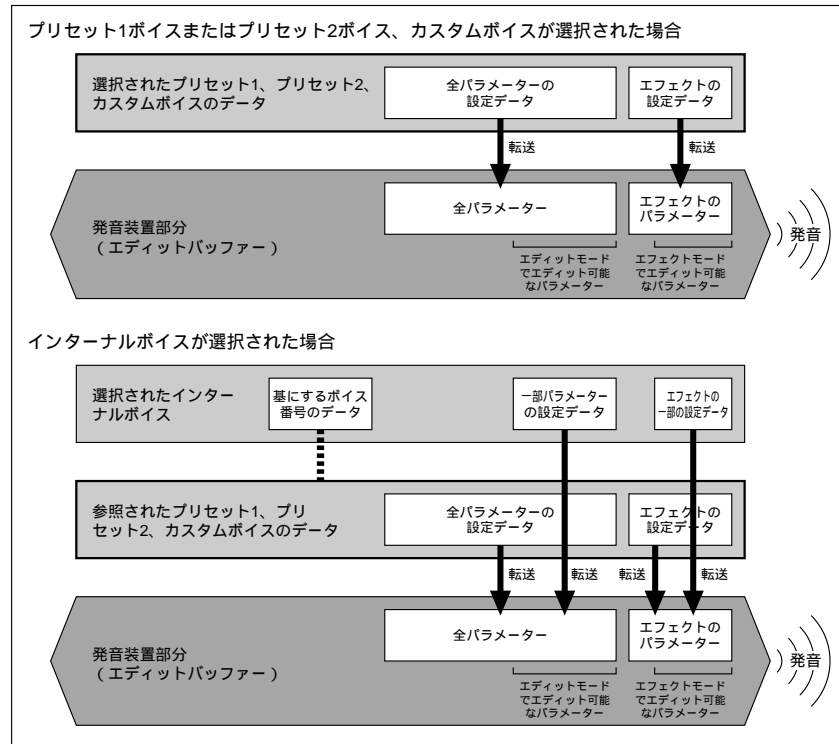 プリセット1ボイスまたはプリセット2ボイス、カスタムボイスが選択された場合
選択されたプリセット1、プリセット2、
カスタムボイスのデータ
全パラメーターの
設定データ
エフェクトの
設定データ
転送
転送
発音装置部分
（エディットバッファー）
全パラメーター
エフェクトの
パラメーター
発音
エディットモード
でエディット可能
なパラメーター
エフェクトモード
でエディット可能
なパラメーター
インターナルボイスが選択された場合
選択されたインター
ナルボイス
基にするボイス
番号のデータ
一部パラメーター
の設定データ
エフェクトの
一部の設定データ
参照されたプリセット1、プリ
セット2、カスタムボイスのデータ
全パラメーターの
設定データ
エフェクトの
設定データ
転送
転送
転送
転送
発音装置部分
（エディットバッファー）
全パラメーター
エフェクトの
パラメーター
発音
エディットモード
でエディット可能
なパラメーター
エフェクトモード
でエディット可能
なパラメーター